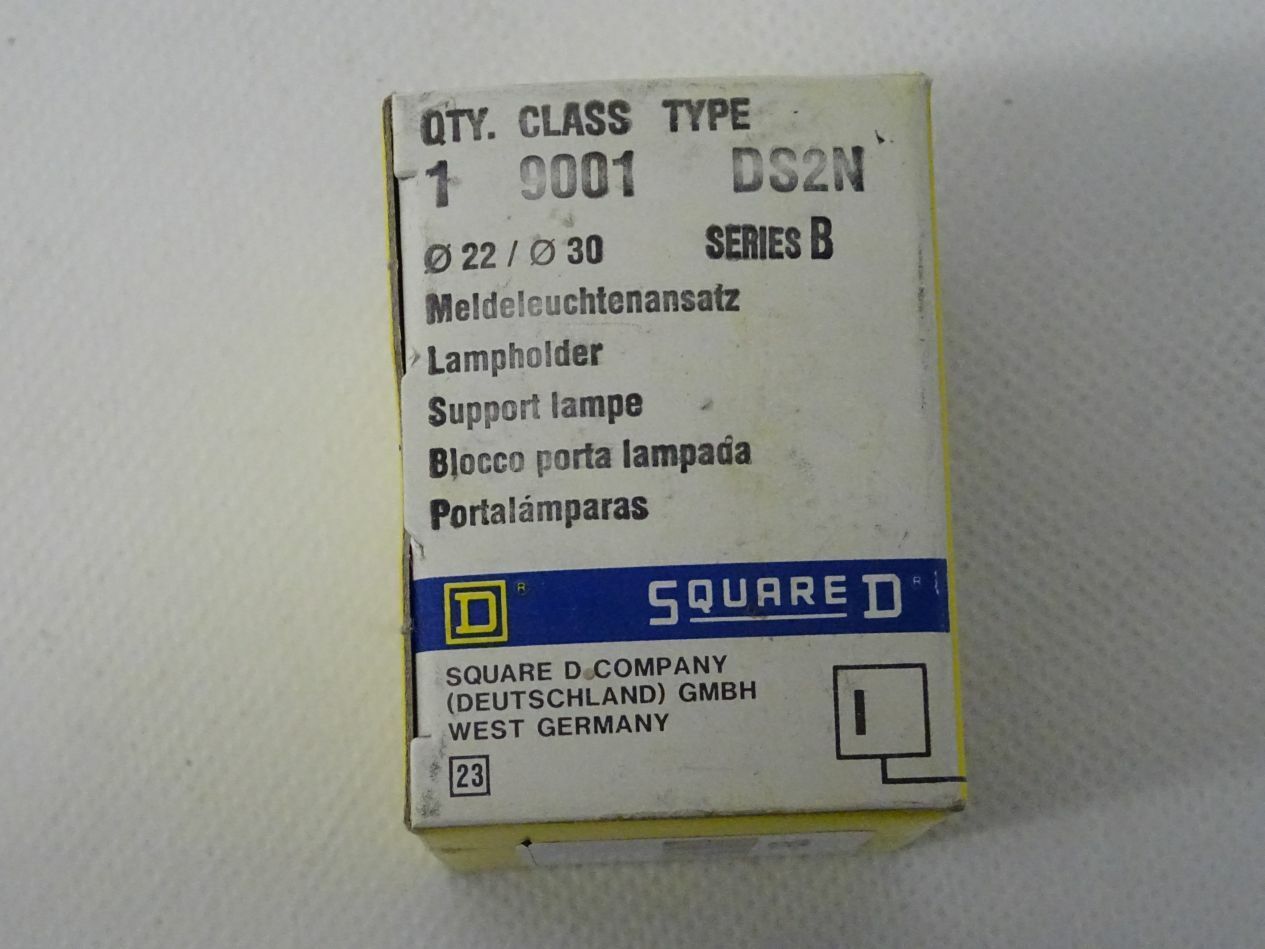 QTY. CLASS TYPE
1 9001 DS2N
Ø 22 / Ø 30 SERIES B
Meldeleuchtenansatz
Lampholder
Support lampe
Blocco porta lampada
Portalámparas
D ® SQUARE D ®
SQUARE D COMPANY
(DEUTSCHLAND) GMBH
WEST GERMANY
23